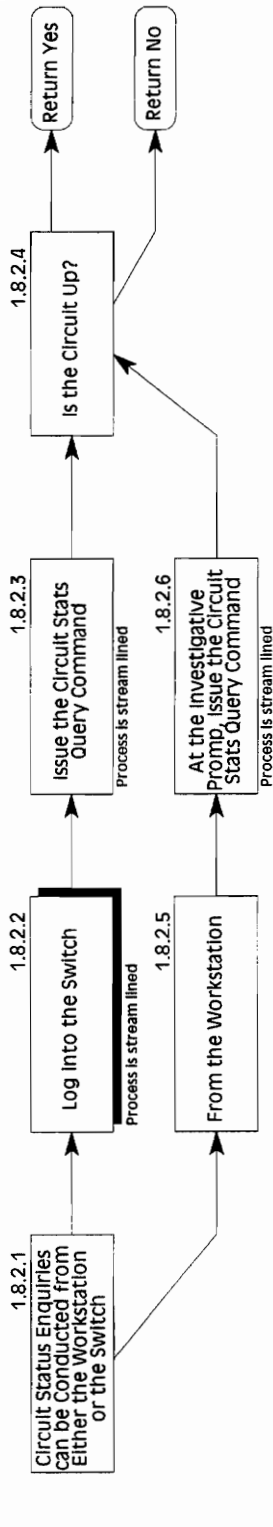 1.8.2.1
Circuit Status Enquiries
can be Conducted from
Either the Workstation
or the Switch
1.8.2.2
Log Into the Switch
Process is stream lined
1.8.2.3
Issue the Circuit Stats
Query Command
Process is stream lined
1.8.2.4
Is the Circuit Up?
Return Yes
Return No
1.8.2.5
From the Workstation
1.8.2.6
At the Investigative
Promp, Issue the Circuit
Stats Query Command
Process is stream lined